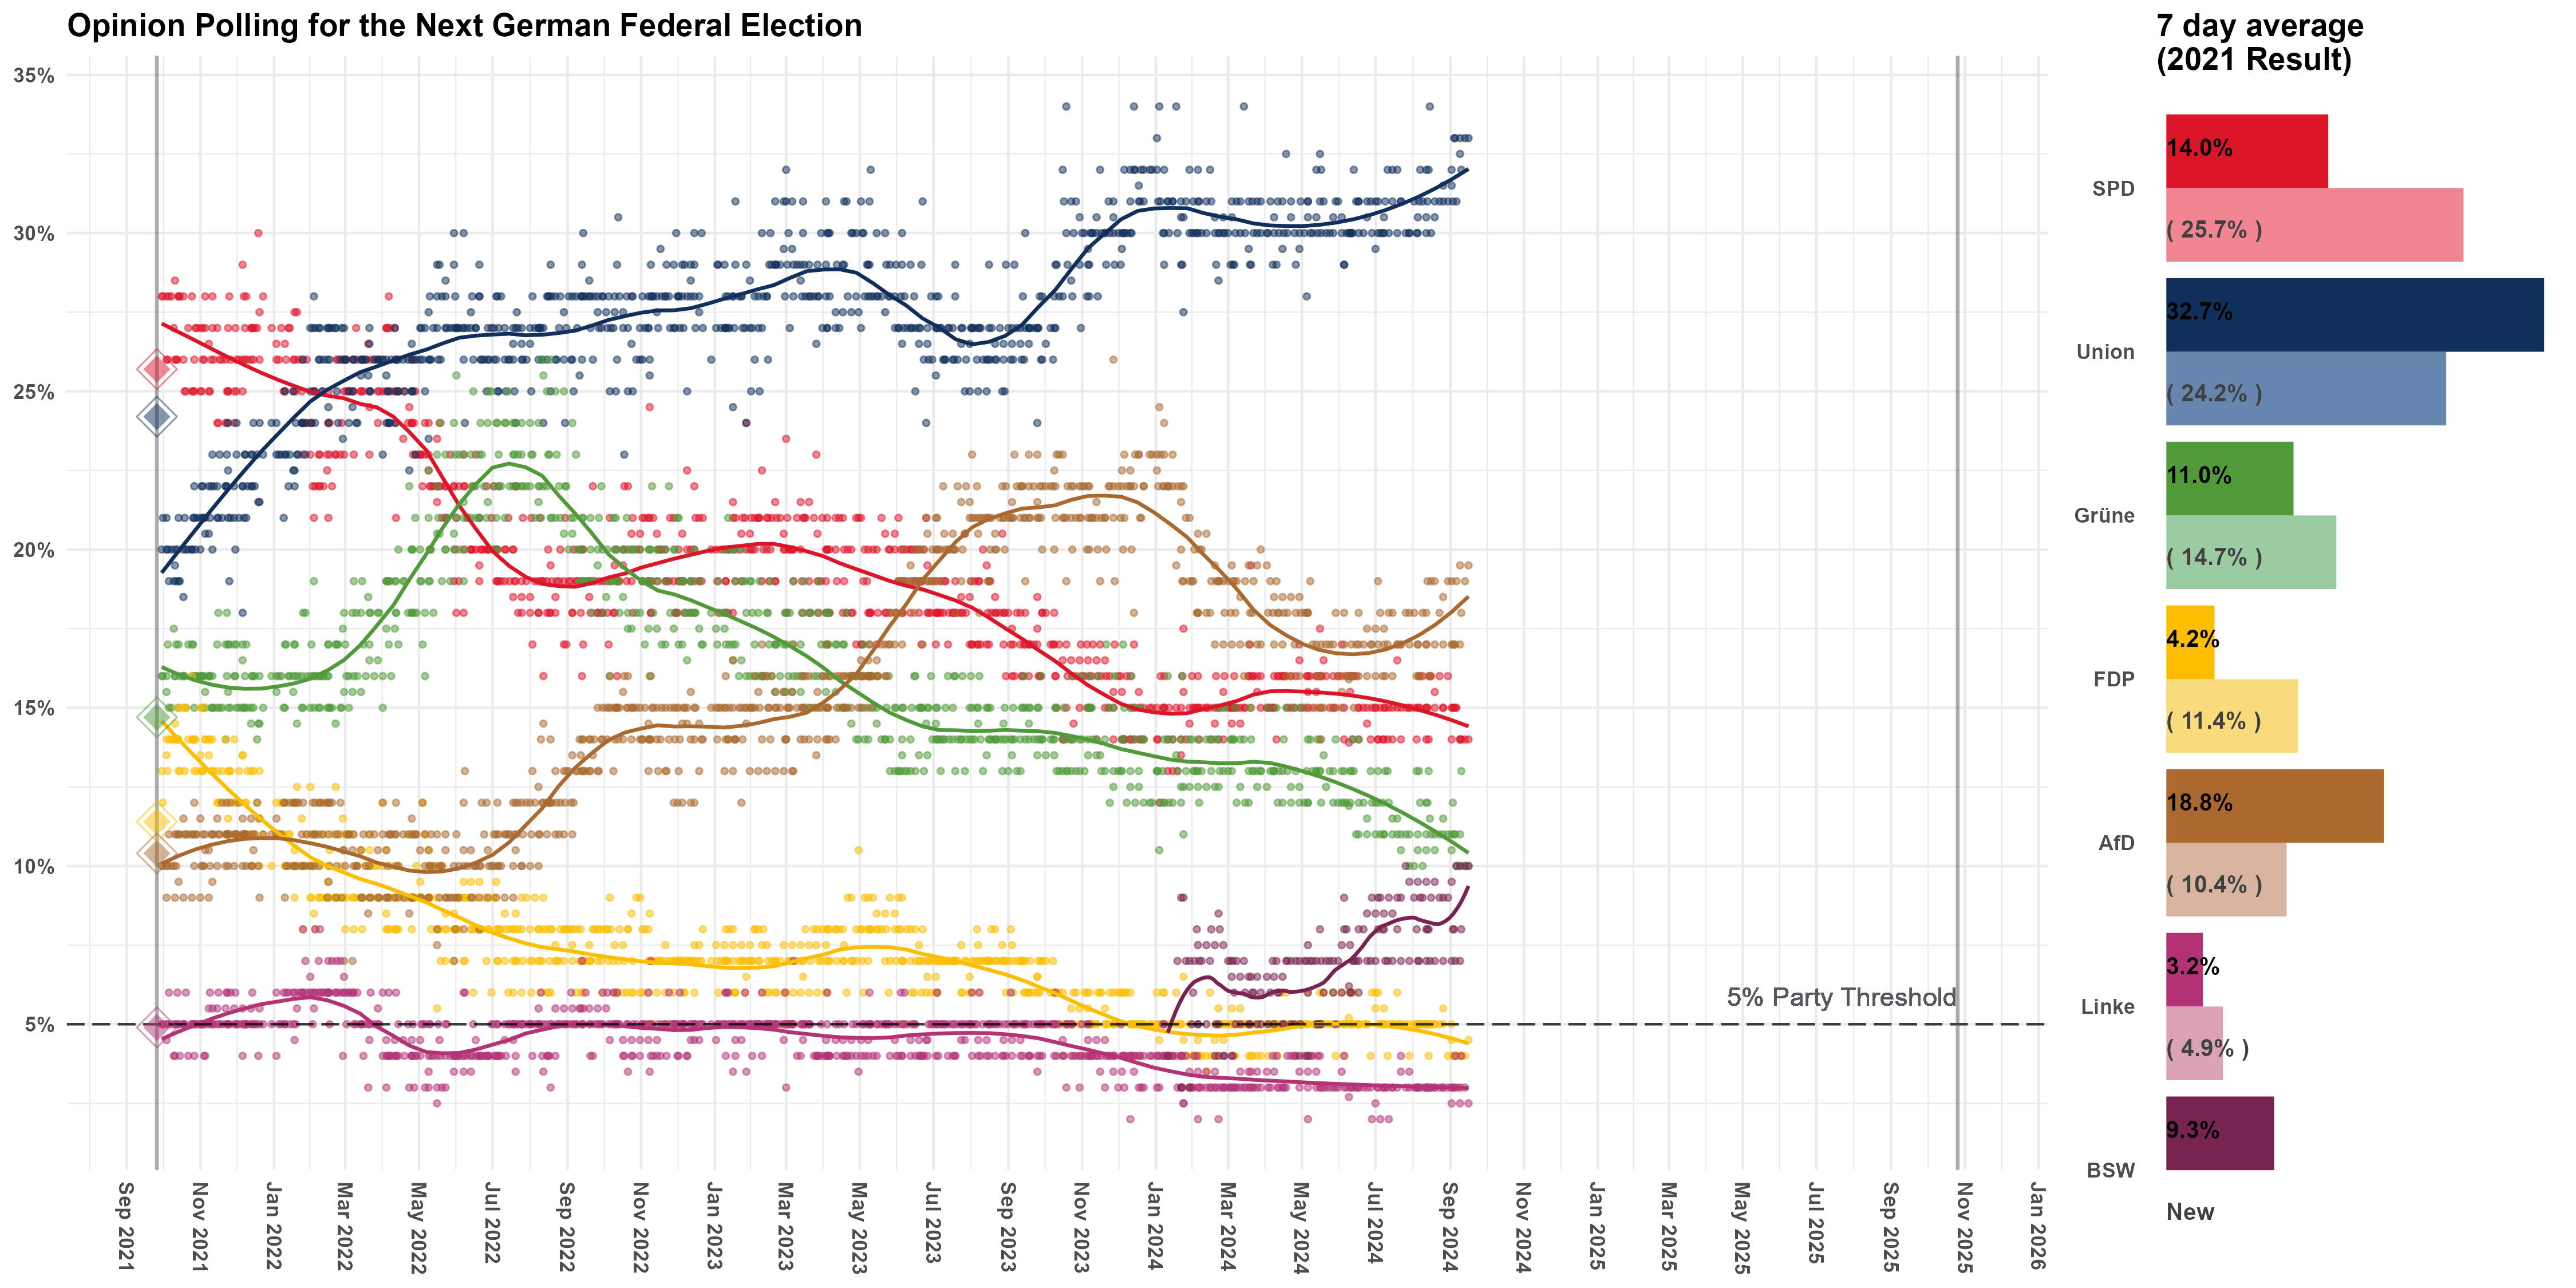 Opinion Polling for the Next German Federal Election
7 day average
(2021 Result)
35%
30%
25%
20%
15%
10%
5%
5% Party Threshold
Sep 2021
Nov 2021
Jan 2022
Mar 2022
May 2022
Jul 2022
Sep 2022
Nov 2022
Jan 2023
Mar 2023
May 2023
Jul 2023
Sep 2023
Nov 2023
Jan 2024
Mar 2024
May 2024
Jul 2024
Sep 2024
Nov 2024
Jan 2025
Mar 2025
May 2025
Jul 2025
Sep 2025
Nov 2025
Jan 2026
14.0%
SPD
( 25.7% )
32.7%
Union
( 24.2% )
11.0%
Grüne
( 14.7% )
4.2%
FDP
( 11.4% )
18.8%
AfD
( 10.4% )
3.2%
Linke
( 4.9% )
9.3%
BSW
New